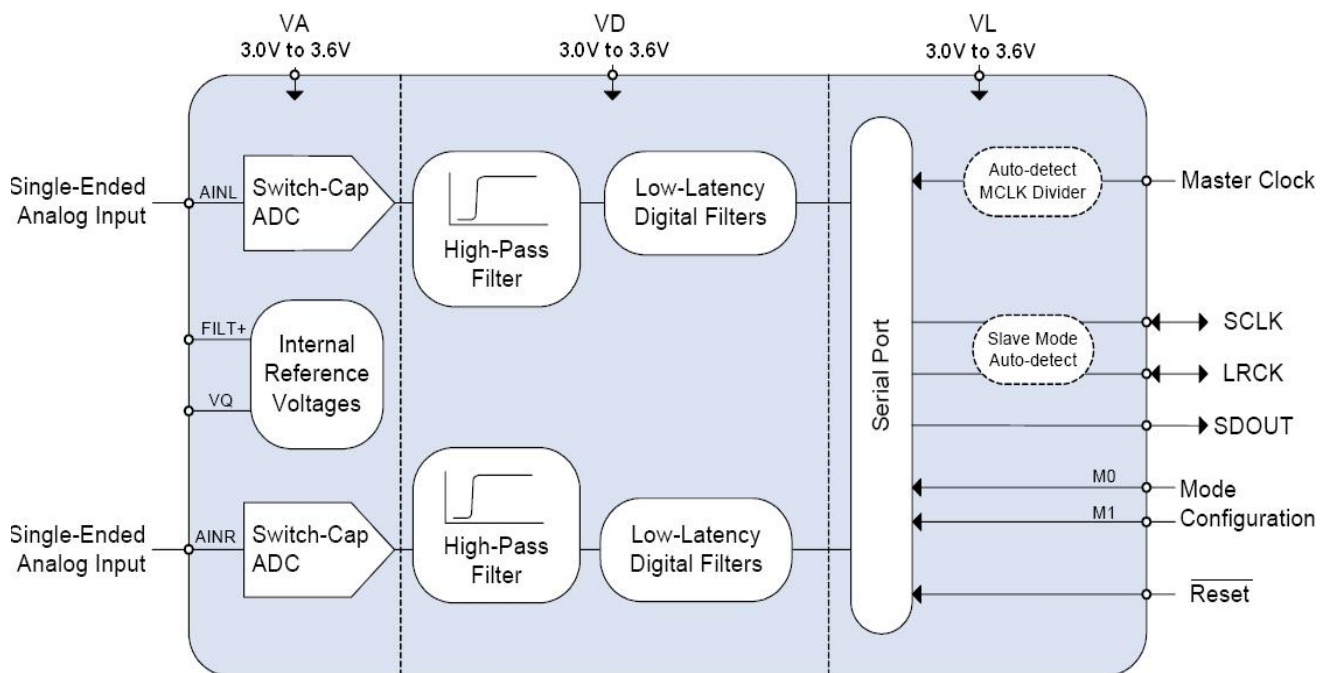 VA
3.0V to 3.6V
VD
3.0V to 3.6V
VL
3.0V to 3.6V
Single-Ended
Analog Input
AINL
Switch-Cap
ADC
High-Pass
Filter
Low-Latency
Digital Filters
Auto-detect
MCLK Divider
Master Clock
FILT+
VQ
Internal
Reference
Voltages
Serial Port
Slave Mode
Auto-detect
SCLK
LRCK
SDOUT
Single-Ended
Analog Input
AINR
Switch-Cap
ADC
High-Pass
Filter
Low-Latency
Digital Filters
M0
M1
Mode
Configuration
Reset